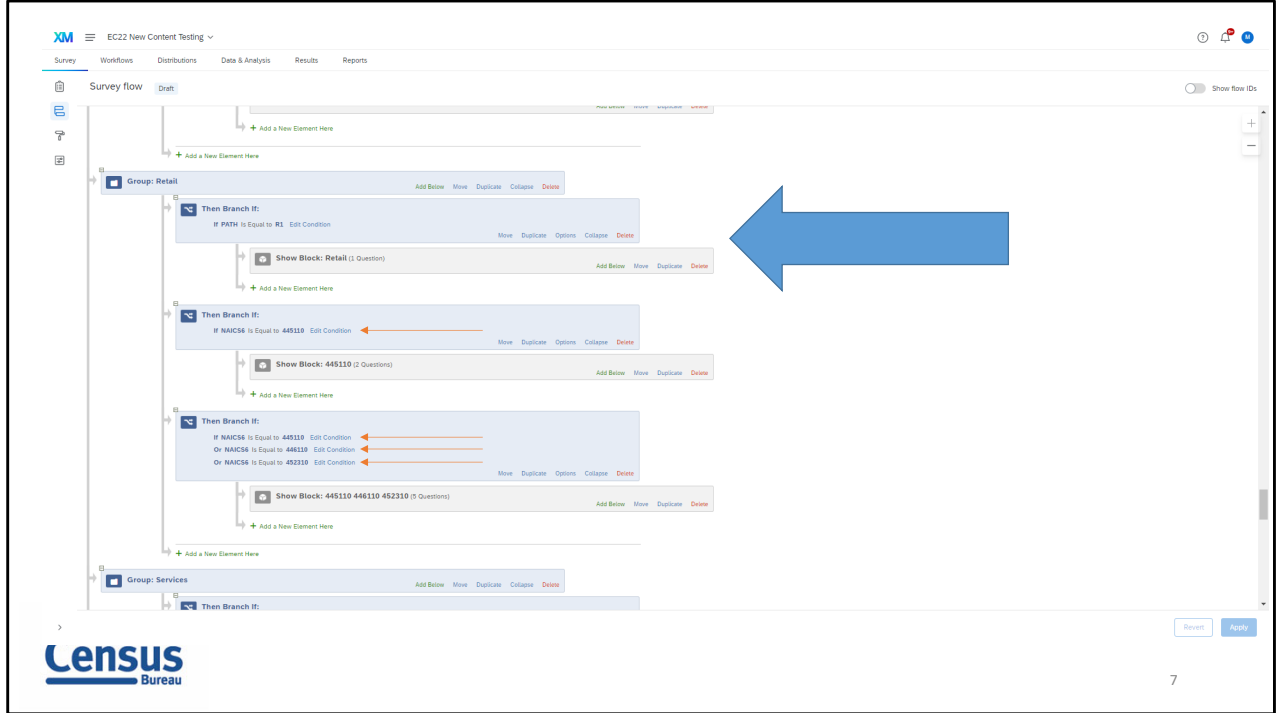 XM EC22 New Content Testing
Survey Workflows Distributions Data & Analysis Results Reports
Survey flow Draft Show flow IDs
Add Below Move Duplicate Delete
+ Add a New Element Here
+ Add a New Element Here
Group: Retail Add Below Move Duplicate Collapse Delete
Then Branch If:
If PATH Is Equal to R1 Edit Condition
Move Duplicate Options Collapse Delete
Show Block: Retail (1 Question)
Add Below Move Duplicate Delete
+ Add a New Element Here
Then Branch If:
If NAICS6 Is Equal to 445110 Edit Condition
Move Duplicate Options Collapse Delete
Show Block: 445110 (2 Questions)
Add Below Move Duplicate Delete
+ Add a New Element Here
Then Branch If:
If NAICS6 Is Equal to 445110 Edit Condition
Or NAICS6 Is Equal to 446110 Edit Condition
Or NAICS6 Is Equal to 452310 Edit Condition
Move Duplicate Options Collapse Delete
Show Block: 445110 446110 452310 (5 Questions)
Add Below Move Duplicate Delete
+ Add a New Element Here
+ Add a New Element Here
Group: Services Add Below Move Duplicate Collapse Delete
Then Branch If:
Revert Apply
Census
Bureau
7